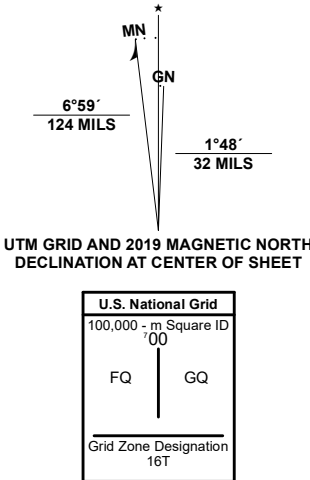 ★
MN
GN
6°59´
124 MILS
1°48´
32 MILS
UTM GRID AND 2019 MAGNETIC NORTH
DECLINATION AT CENTER OF SHEET
U.S. National Grid
100,000 - m Square ID
⁷00
FQ GQ
Grid Zone Designation
16T